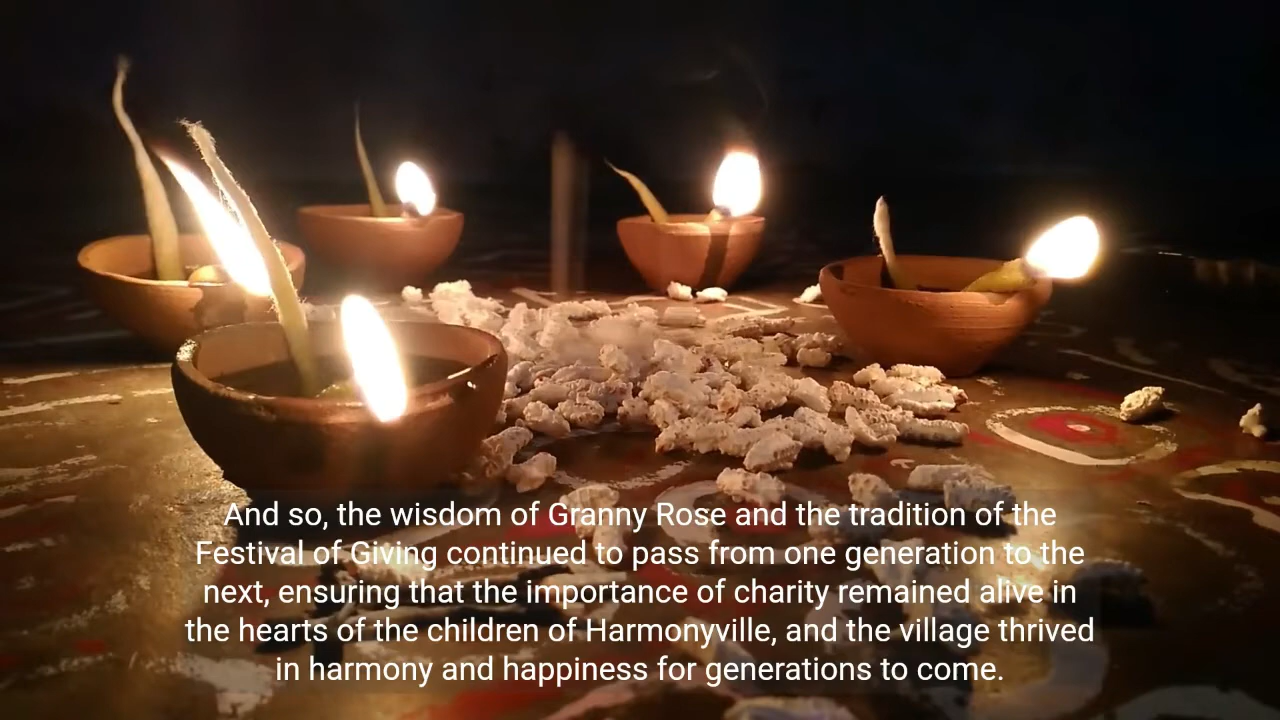 And so, the wisdom of Granny Rose and the tradition of the
Festival of Giving continued to pass from one generation to the
next, ensuring that the importance of charity remained alive in
the hearts of the children of Harmonyville, and the village thrived
in harmony and happiness for generations to come.